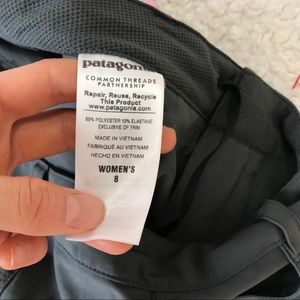 patagonia
COMMON THREADS
PARTNERSHIP
Repair, Reuse, Recycle
This Product
www.patagonia.com
88% POLYESTER 12% ELASTANE
EXCLUSIVE OF TRIM
MADE IN VIETNAM
FABRIQUÉ AU VIETNAM
HECHO EN VIETNAM
WOMEN'S
8